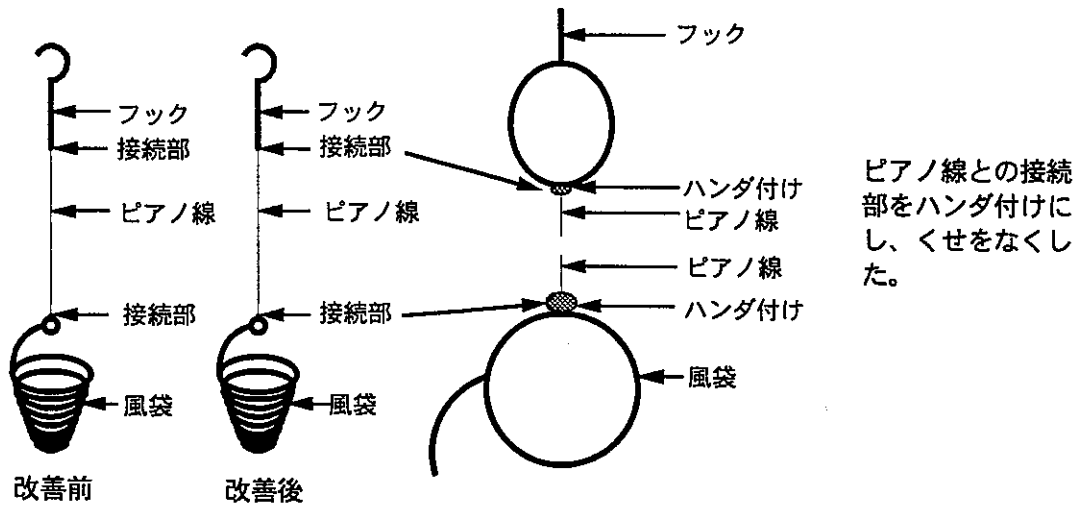 フック
接続部
ピアノ線
接続部
風袋
改善前
フック
接続部
ピアノ線
接続部
風袋
改善後
フック
ハンダ付け
ピアノ線
ピアノ線
ハンダ付け
風袋
ピアノ線との接続
部をハンダ付けに
し、くせをなくし
た。